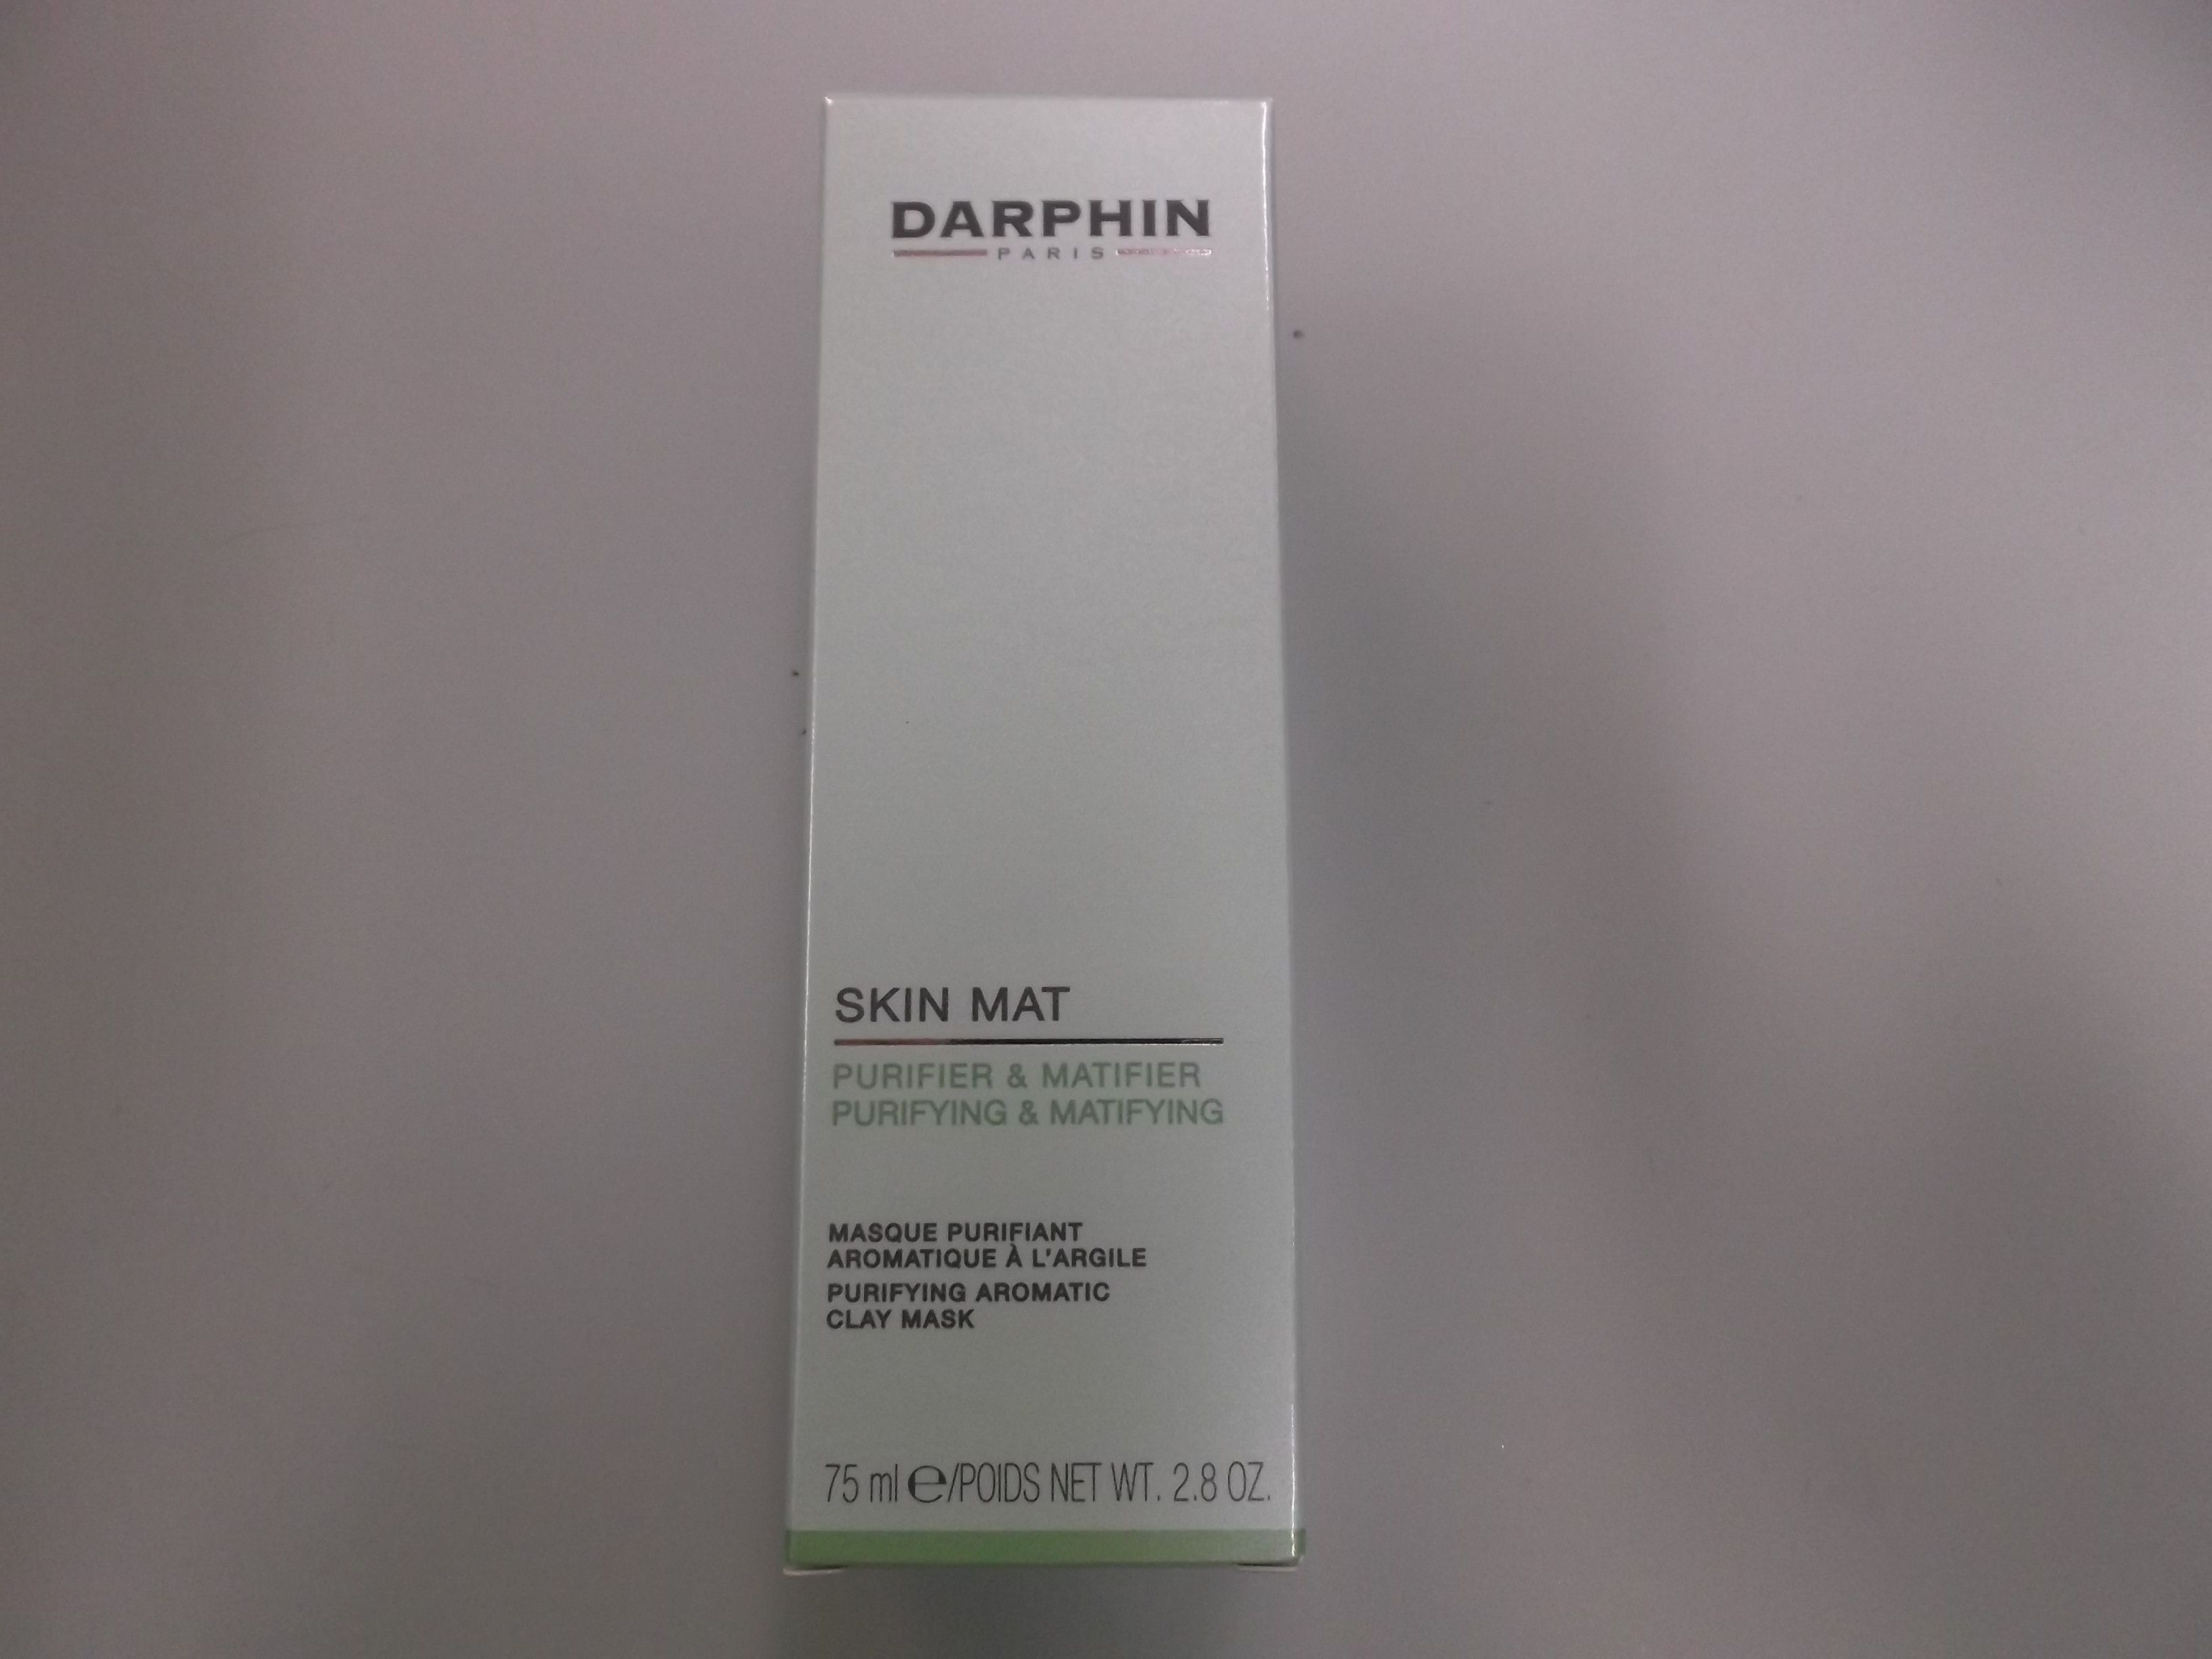 DARPHIN
PARIS
SKIN MAT
PURIFIER & MATIFIER
PURIFYING & MATIFYING
MASQUE PURIFIANT
AROMATIQUE À L'ARGILE
PURIFYING AROMATIC
CLAY MASK
75 ml ℮/POIDS NET WT. 2.8 OZ.